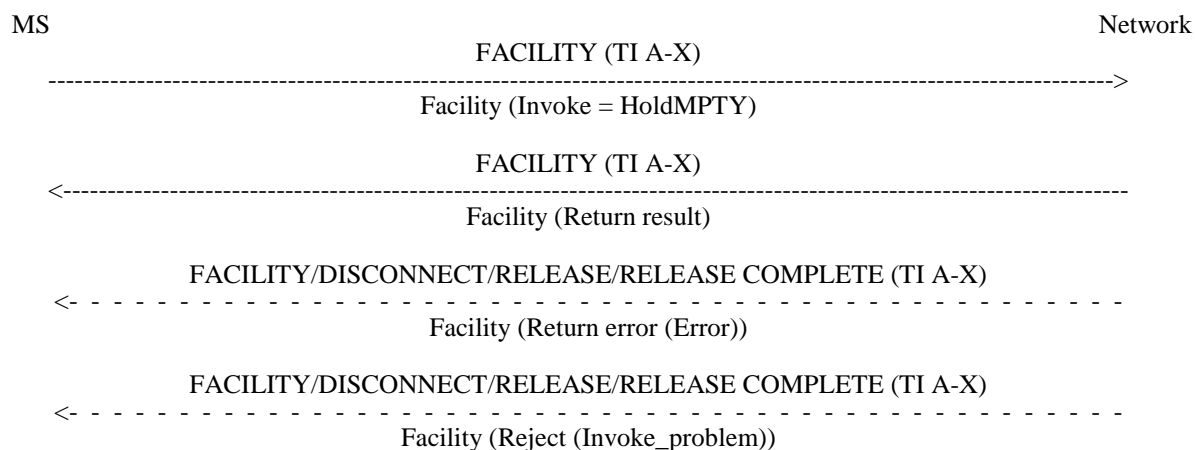 MS Network
FACILITY (TI A-X)
Facility (Invoke = HoldMPTY)
FACILITY (TI A-X)
Facility (Return result)
FACILITY/DISCONNECT/RELEASE/RELEASE COMPLETE (TI A-X)
Facility (Return error (Error))
FACILITY/DISCONNECT/RELEASE/RELEASE COMPLETE (TI A-X)
Facility (Reject (Invoke_problem))